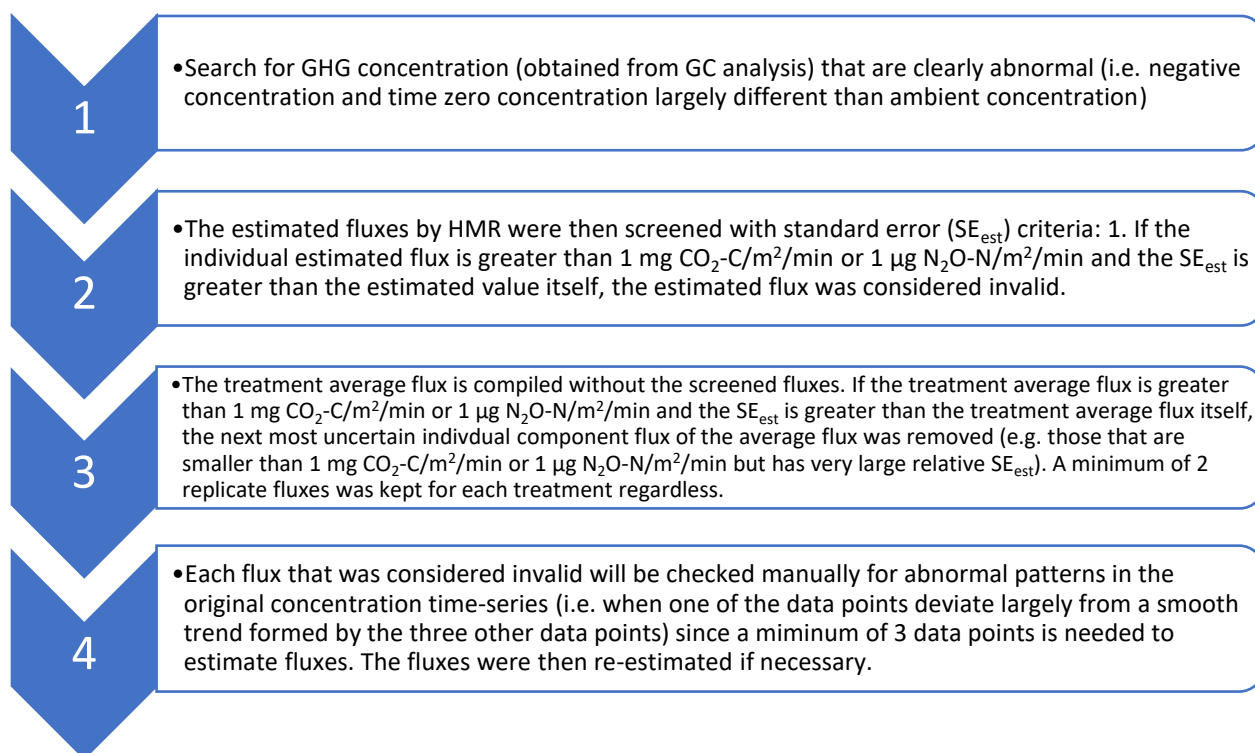 1
•Search for GHG concentration (obtained from GC analysis) that are clearly abnormal (i.e. negative
concentration and time zero concentration largely different than ambient concentration)
2
•The estimated fluxes by HMR were then screened with standard error (SEest) criteria: 1. If the
individual estimated flux is greater than 1 mg CO2-C/m2/min or 1 µg N2O-N/m2/min and the SEest is
greater than the estimated value itself, the estimated flux was considered invalid.
3
•The treatment average flux is compiled without the screened fluxes. If the treatment average flux is greater
than 1 mg CO2-C/m2/min or 1 µg N2O-N/m2/min and the SEest is greater than the treatment average flux itself,
the next most uncertain indivdual component flux of the average flux was removed (e.g. those that are
smaller than 1 mg CO2-C/m2/min or 1 µg N2O-N/m2/min but has very large relative SEest). A minimum of 2
replicate fluxes was kept for each treatment regardless.
4
•Each flux that was considered invalid will be checked manually for abnormal patterns in the
original concentration time-series (i.e. when one of the data points deviate largely from a smooth
trend formed by the three other data points) since a miminum of 3 data points is needed to
estimate fluxes. The fluxes were then re-estimated if necessary.